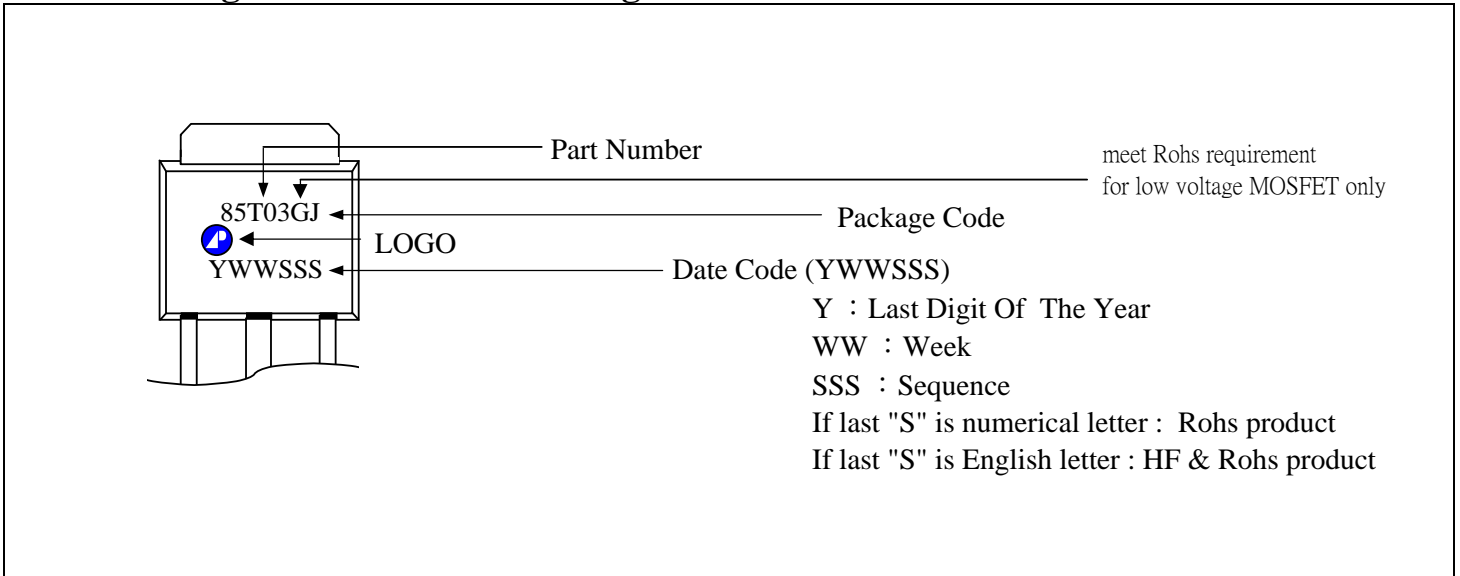 Part Number
meet Rohs requirement
for low voltage MOSFET only
85T03GJ
Package Code
LOGO
YWWSSS
Date Code (YWWSSS)
Y : Last Digit Of The Year
WW : Week
SSS : Sequence
If last "S" is numerical letter : Rohs product
If last "S" is English letter : HF & Rohs product